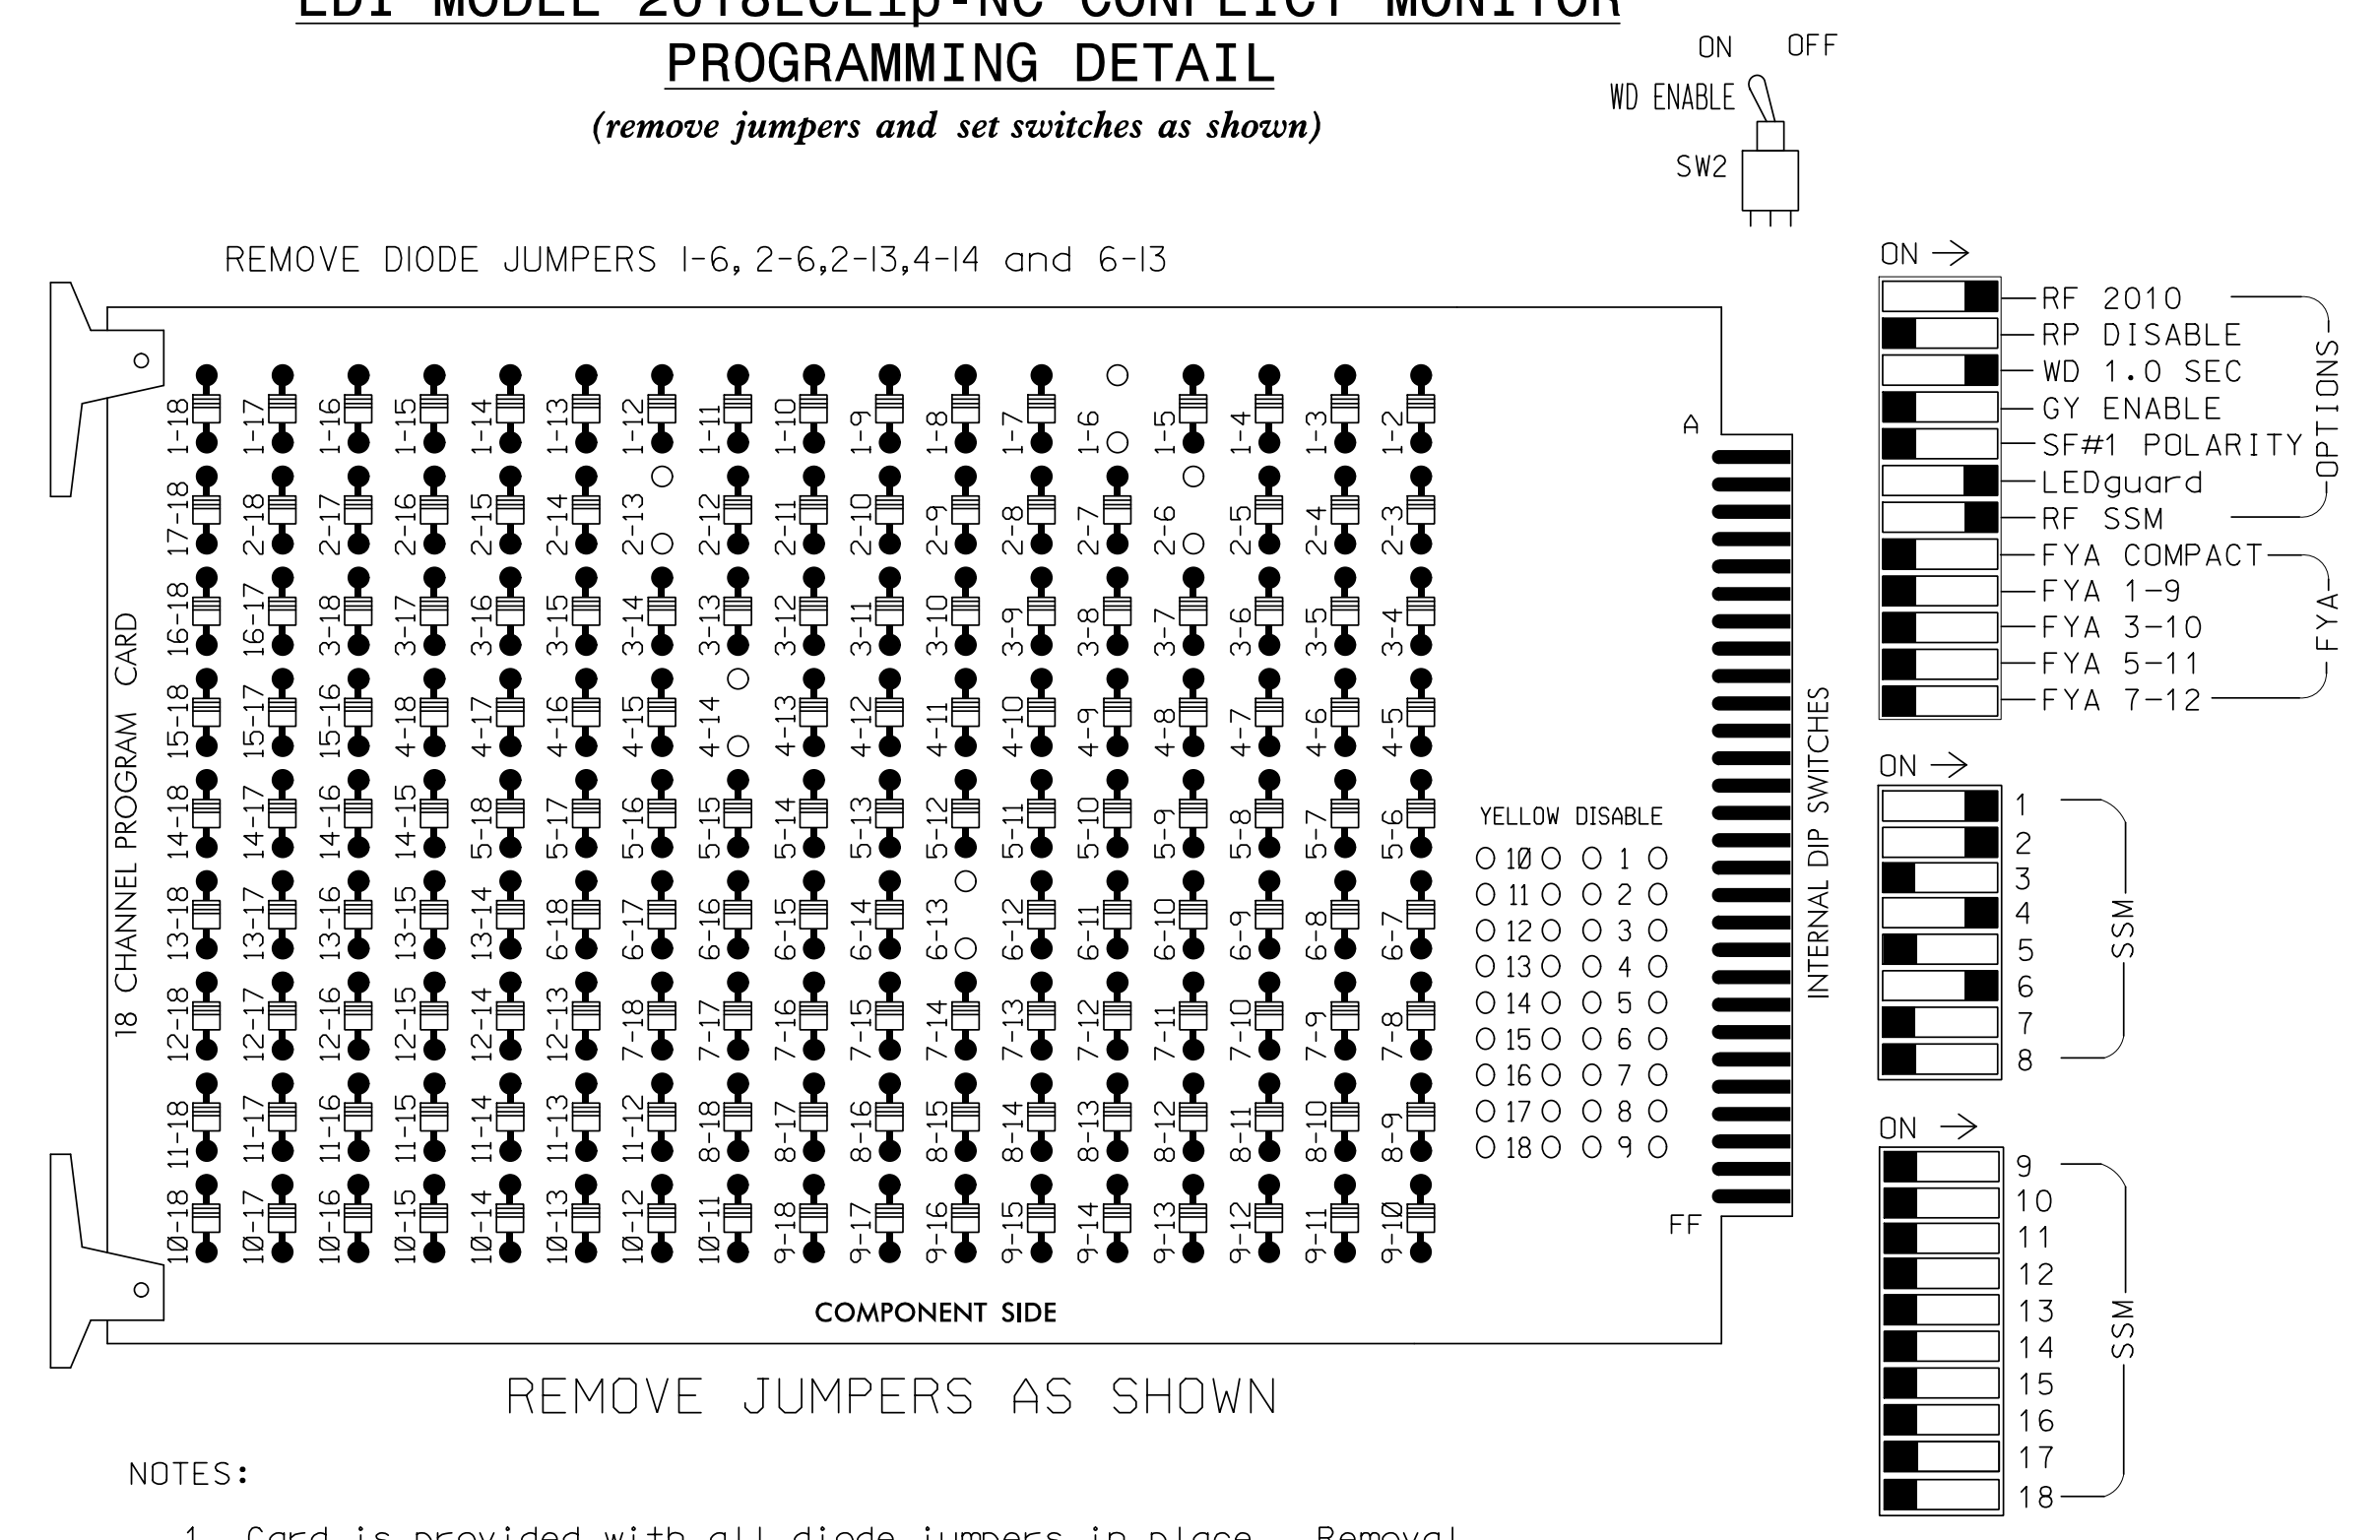 EDI MODEL 2018ECLip-NC CONFLICT MONITOR
PROGRAMMING DETAIL
(remove jumpers and set switches as shown)
ON OFF
WD ENABLE
SW2
REMOVE DIODE JUMPERS 1-6, 2-6,2-13,4-14 and 6-13
18 CHANNEL PROGRAM CARD
1-18 1-17 1-16 1-15 1-14 1-13 1-12 1-11 1-10 1-9 1-8 1-7 1-6 1-5 1-4 1-3 1-2
17-18 2-18 2-17 2-16 2-15 2-14 2-13 2-12 2-11 2-10 2-9 2-8 2-7 2-6 2-5 2-4 2-3
16-18 16-17 3-18 3-17 3-16 3-15 3-14 3-13 3-12 3-11 3-10 3-9 3-8 3-7 3-6 3-5 3-4
15-18 15-17 15-16 4-18 4-17 4-16 4-15 4-14 4-13 4-12 4-11 4-10 4-9 4-8 4-7 4-6 4-5
14-18 14-17 14-16 14-15 5-18 5-17 5-16 5-15 5-14 5-13 5-12 5-11 5-10 5-9 5-8 5-7 5-6
13-18 13-17 13-16 13-15 13-14 6-18 6-17 6-16 6-15 6-14 6-13 6-12 6-11 6-10 6-9 6-8 6-7
12-18 12-17 12-16 12-15 12-14 12-13 7-18 7-17 7-16 7-15 7-14 7-13 7-12 7-11 7-10 7-9 7-8
11-18 11-17 11-16 11-15 11-14 11-13 11-12 8-18 8-17 8-16 8-15 8-14 8-13 8-12 8-11 8-10 8-9
10-18 10-17 10-16 10-15 10-14 10-13 10-12 10-11 9-18 9-17 9-16 9-15 9-14 9-13 9-12 9-11 9-10
YELLOW DISABLE
10 1
11 2
12 3
13 4
14 5
15 6
16 7
17 8
18 9
A
FF
COMPONENT SIDE
INTERNAL DIP SWITCHES
ON
RF 2010
RP DISABLE
WD 1.0 SEC
GY ENABLE
SF#1 POLARITY
LEDguard
RF SSM
OPTIONS
FYA COMPACT
FYA 1-9
FYA 3-10
FYA 5-11
FYA 7-12
FYA
ON
1
2
3
4
5
6
7
8
SSM
ON
9
10
11
12
13
14
15
16
17
18
SSM
REMOVE JUMPERS AS SHOWN
NOTES:
1. Card is provided with all diode jumpers in place. Removal